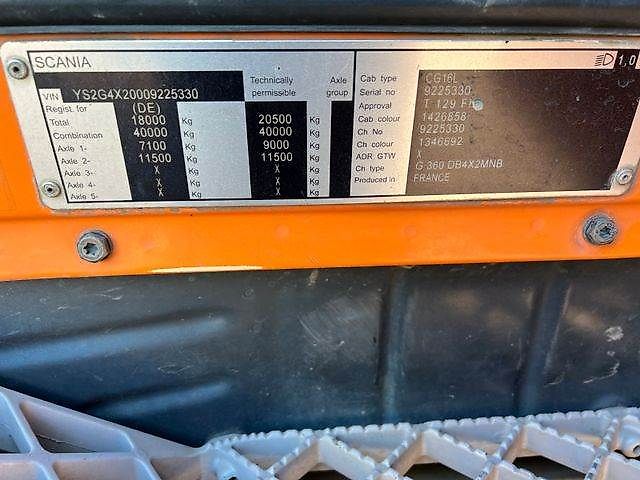 SCANIA 1,0
Technically permissible Axle group
VIN YS2G4X20009225330
Regist. for (DE)
Total 18000 Kg 20500 Kg
Combination 40000 Kg 40000 Kg
Axle 1- 7100 Kg 9000 Kg
Axle 2- 11500 Kg 11500 Kg
Axle 3- X Kg X Kg
Axle 4- X Kg X Kg
Axle 5- X Kg X Kg
Cab type CG16L
Serial no 9225330
Approval T 129 FH
Cab colour 1426858
Ch No 9225330
Ch colour 1346692
ADR GTW X
Ch type G 360 DB4X2MNB
Produced in FRANCE